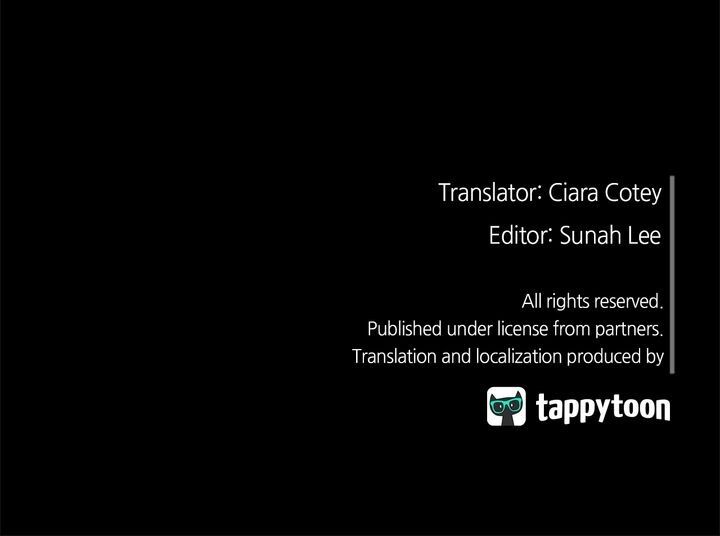 Translator: Ciara Cotey
Editor: Sunah Lee
All rights reserved.
Published under license from partners.
Translation and localization produced by
tappytoon